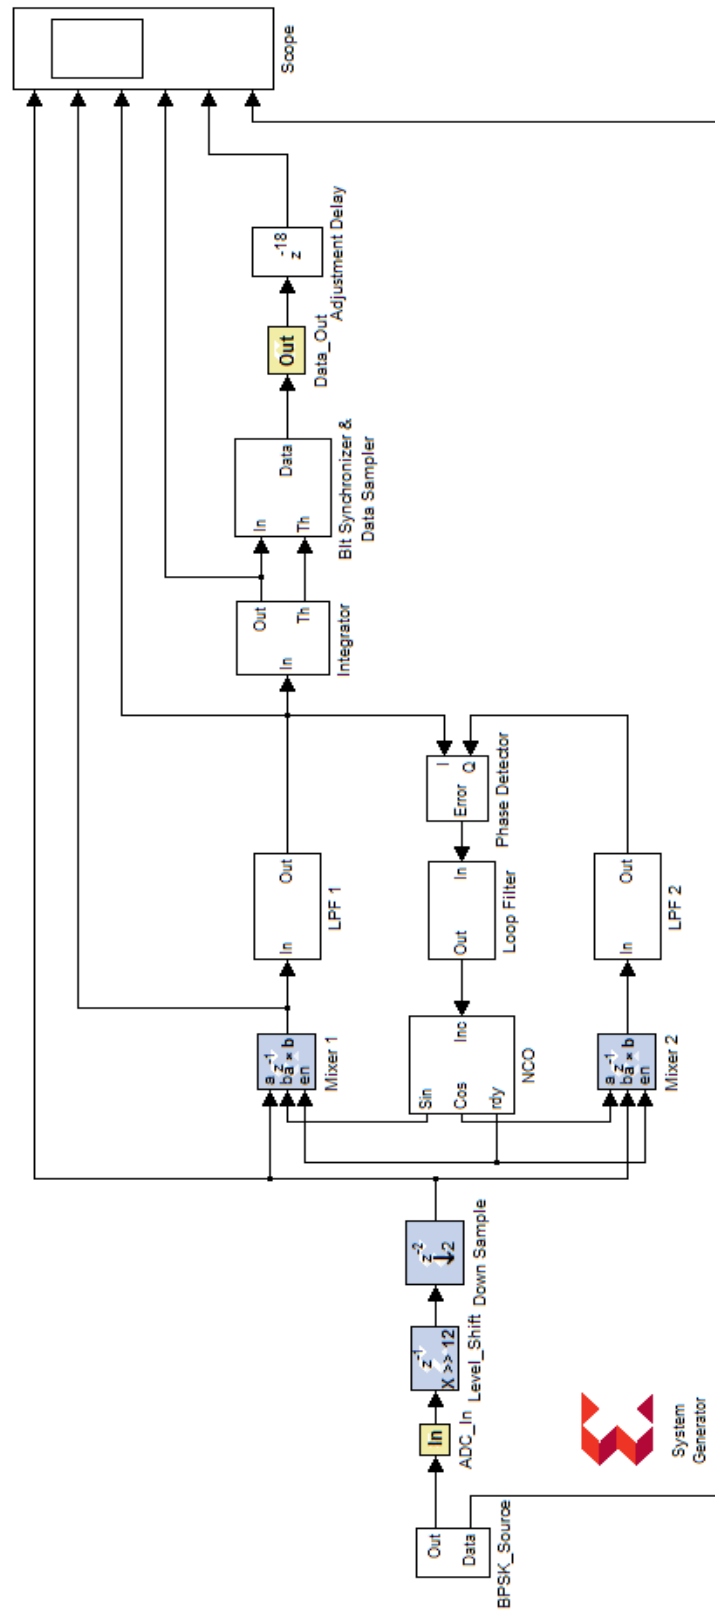 Out
Data
BPSK_Source
In
ADC_In
z⁻¹
X >> 12
Level_Shift
z⁻²
↓2
Down Sample
a
b
en
z⁻¹
a × b
Mixer 1
In
Out
LPF 1
Sin
Cos
rdy
Inc
NCO
Out
In
Loop Filter
Error
I
Q
Phase Detector
a
b
en
z⁻¹
a × b
Mixer 2
In
Out
LPF 2
In
Out
Th
Integrator
In
Th
Data
Bit Synchronizer &
Data Sampler
Out
Data_Out
-18
z
Adjustment Delay
Scope
System
Generator